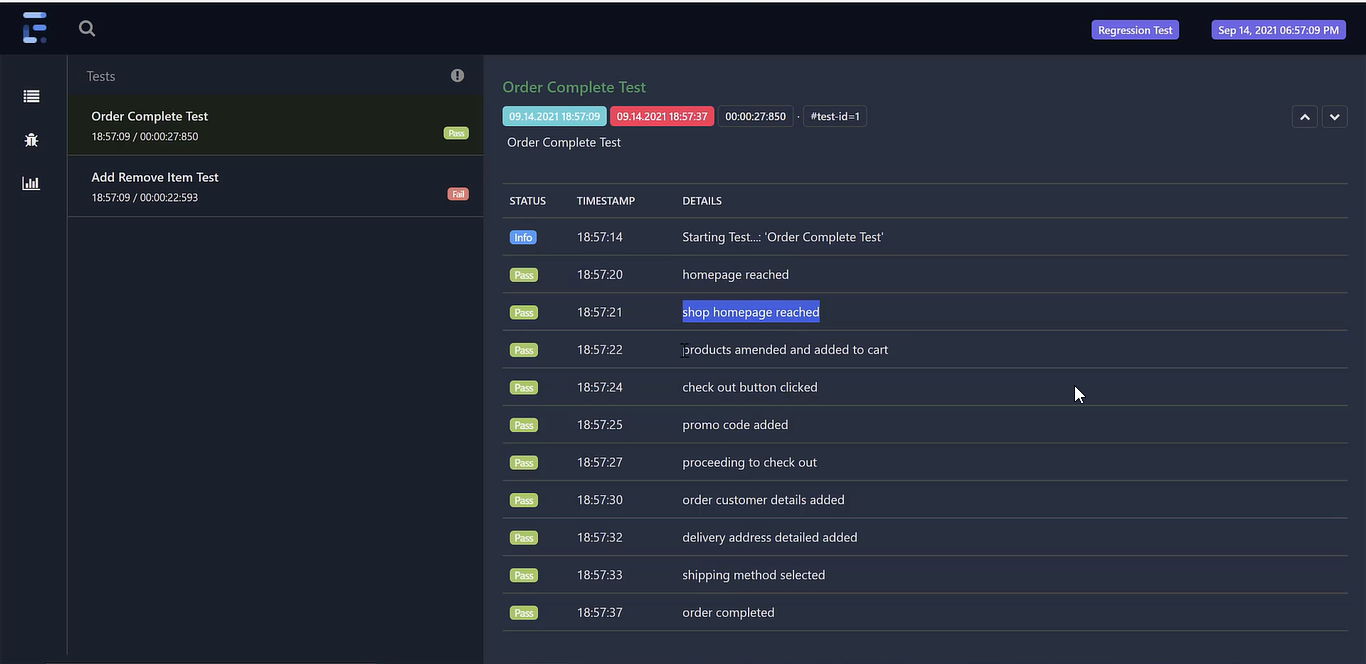 Regression Test
Sep 14, 2021 06:57:09 PM
Tests
Order Complete Test
18:57:09 / 00:00:27:850
Pass
Add Remove Item Test
18:57:09 / 00:00:22:593
Fail
Order Complete Test
09.14.2021 18:57:09 09.14.2021 18:57:37 00:00:27:850 · #test-id=1
Order Complete Test
STATUS TIMESTAMP DETAILS
Info 18:57:14 Starting Test...: 'Order Complete Test'
Pass 18:57:20 homepage reached
Pass 18:57:21 shop homepage reached
Pass 18:57:22 products amended and added to cart
Pass 18:57:24 check out button clicked
Pass 18:57:25 promo code added
Pass 18:57:27 proceeding to check out
Pass 18:57:30 order customer details added
Pass 18:57:32 delivery address detailed added
Pass 18:57:33 shipping method selected
Pass 18:57:37 order completed